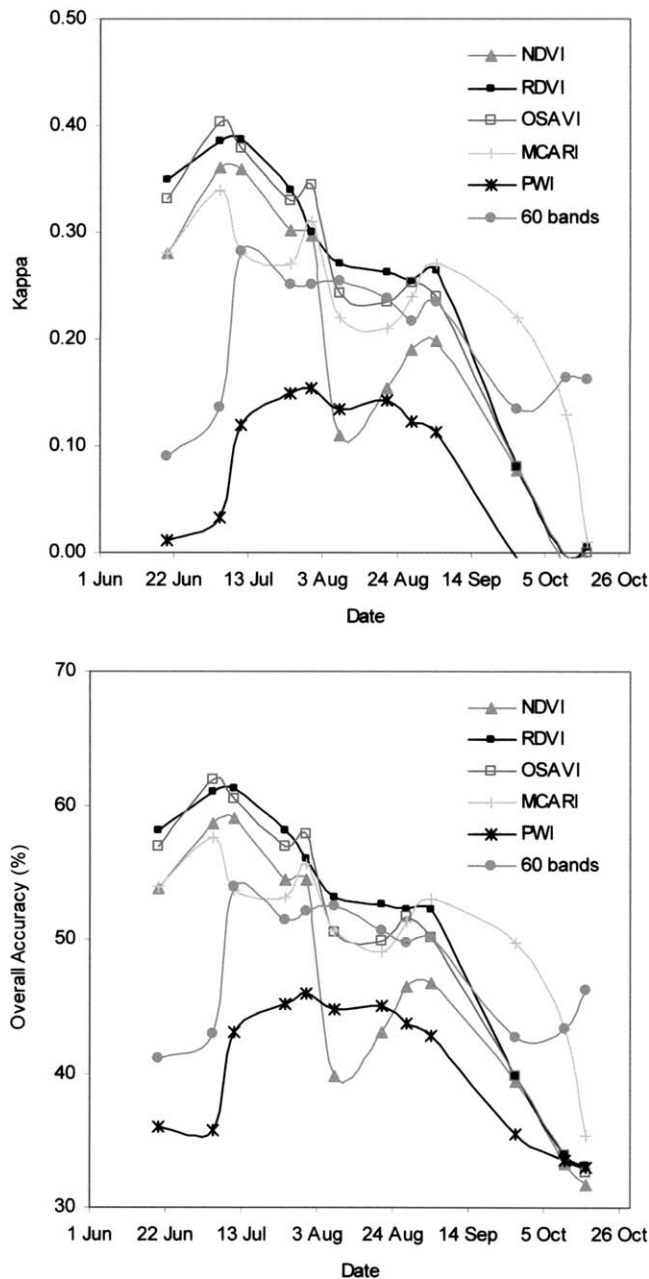 0.50
0.40
0.30
0.20
0.10
0.00
Kappa
NDVI
RDVI
OSAVI
MCARI
PWI
60 bands
1 Jun 22 Jun 13 Jul 3 Aug 24 Aug 14 Sep 5 Oct 26 Oct
Date
70
60
50
40
30
Overall Accuracy (%)
NDVI
RDVI
OSAVI
MCARI
PWI
60 bands
1 Jun 22 Jun 13 Jul 3 Aug 24 Aug 14 Sep 5 Oct 26 Oct
Date